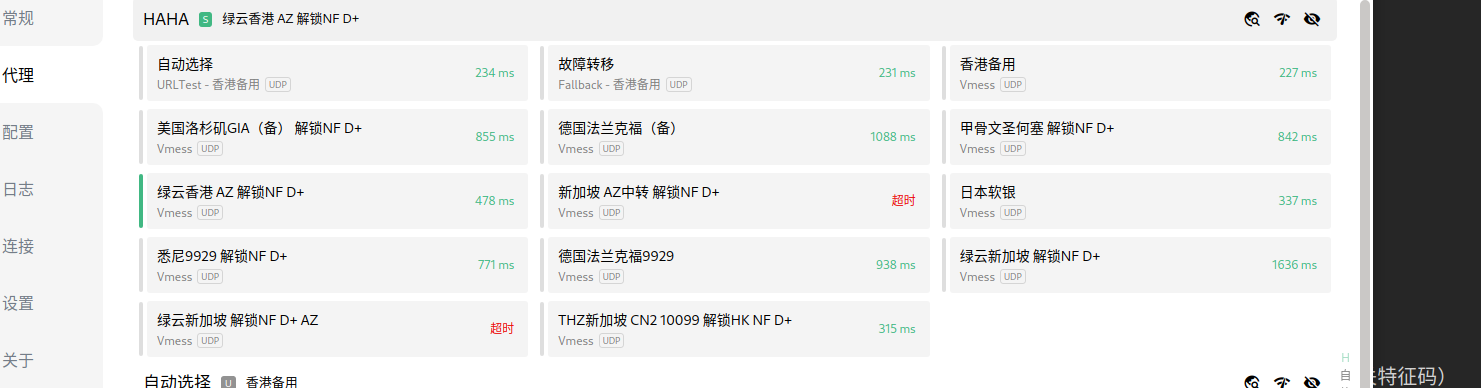 常规
代理
配置
日志
连接
设置
关于
HAHA S 绿云香港 AZ 解锁NF D+
自动选择
URLTest - 香港备用 UDP
234 ms
故障转移
Fallback - 香港备用 UDP
231 ms
香港备用
Vmess UDP
227 ms
美国洛杉矶GIA（备） 解锁NF D+
Vmess UDP
855 ms
德国法兰克福（备）
Vmess UDP
1088 ms
甲骨文圣何塞 解锁NF D+
Vmess UDP
842 ms
绿云香港 AZ 解锁NF D+
Vmess UDP
478 ms
新加坡 AZ中转 解锁NF D+
Vmess UDP
超时
日本软银
Vmess UDP
337 ms
悉尼9929 解锁NF D+
Vmess UDP
771 ms
德国法兰克福9929
Vmess UDP
938 ms
绿云新加坡 解锁NF D+
Vmess UDP
1636 ms
绿云新加坡 解锁NF D+ AZ
Vmess UDP
超时
THZ新加坡 CN2 10099 解锁HK NF D+
Vmess UDP
315 ms
自动选择 U 香港备用
H
自
特征码）